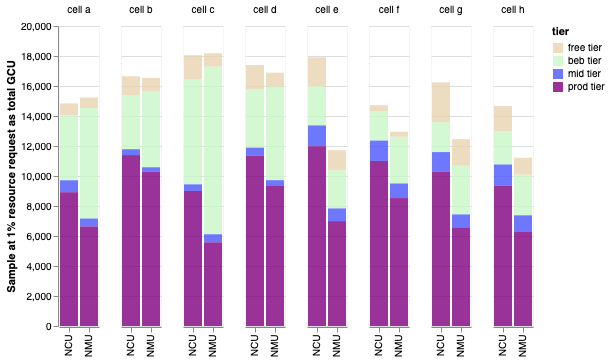 cell a cell b cell c cell d cell e cell f cell g cell h
tier
free tier
beb tier
mid tier
prod tier
Sample at 1% resource request as total GCU
20,000
18,000
16,000
14,000
12,000
10,000
8,000
6,000
4,000
2,000
0
NCU NMU NCU NMU NCU NMU NCU NMU NCU NMU NCU NMU NCU NMU NCU NMU